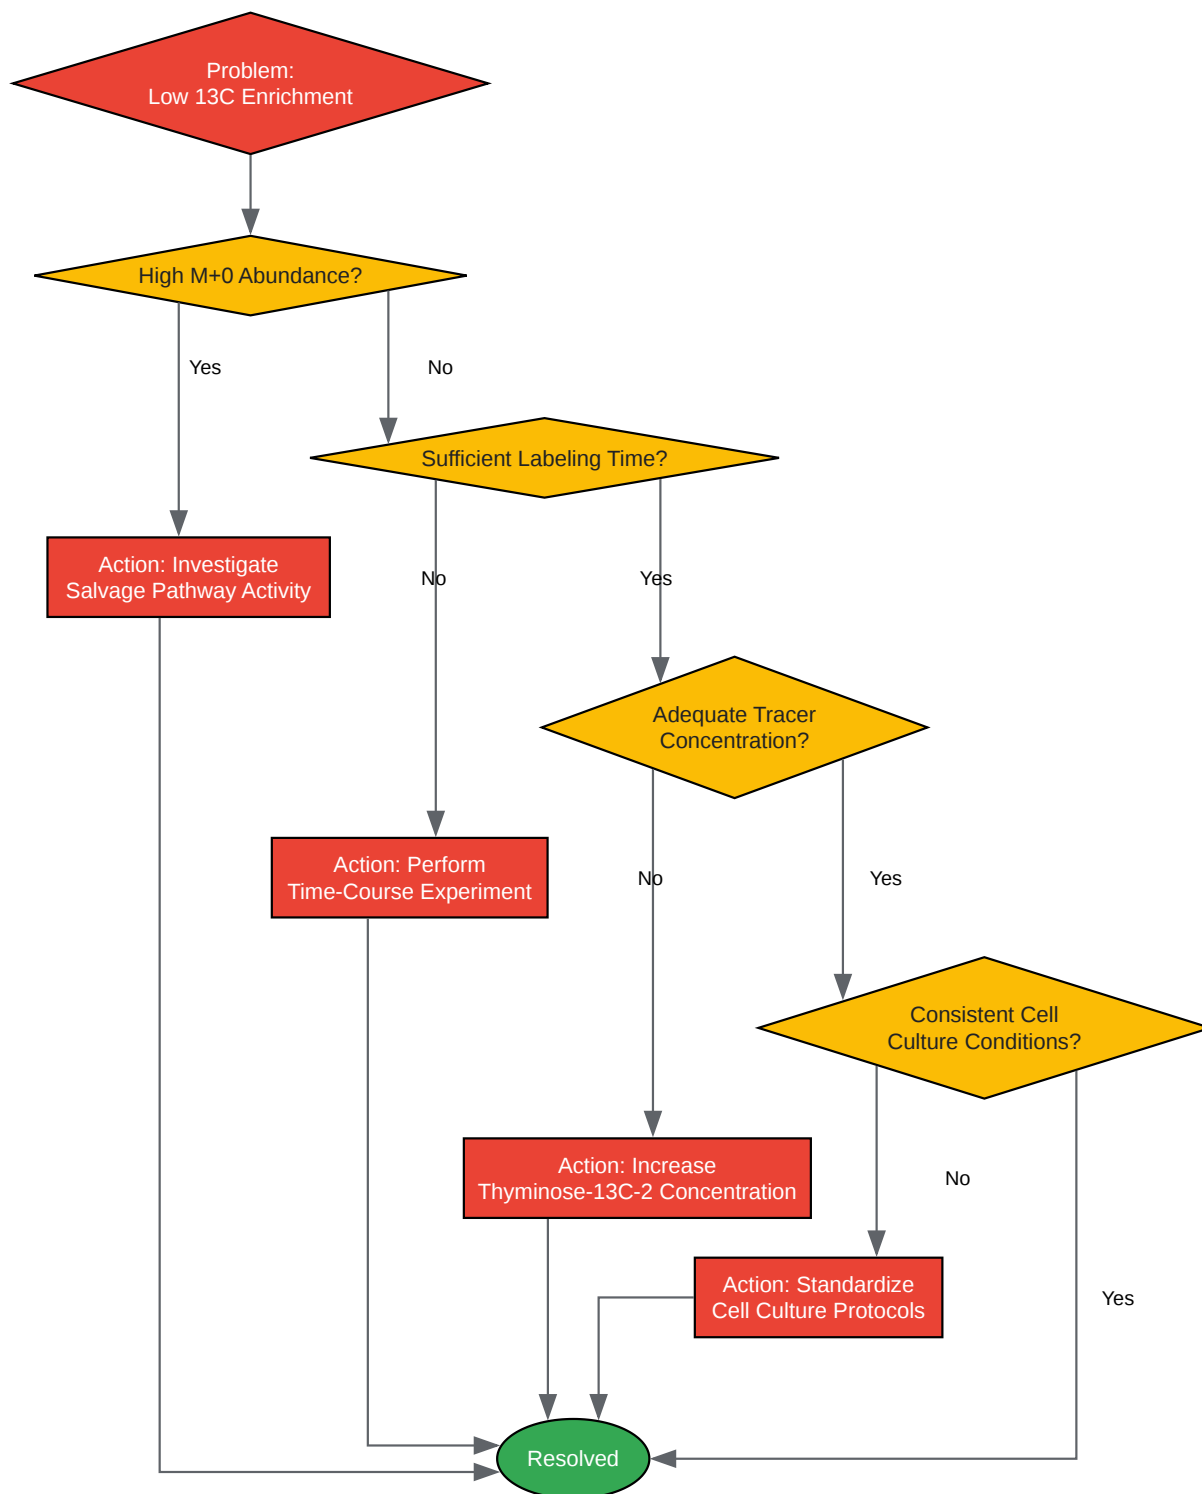 Problem:
Low 13C Enrichment
High M+0 Abundance?
Yes
No
Sufficient Labeling Time?
Action: Investigate
Salvage Pathway Activity
No
Yes
Adequate Tracer
Concentration?
Action: Perform
Time-Course Experiment
No
Yes
Consistent Cell
Culture Conditions?
Action: Increase
Thyminose-13C-2 Concentration
No
Action: Standardize
Cell Culture Protocols
Yes
Resolved